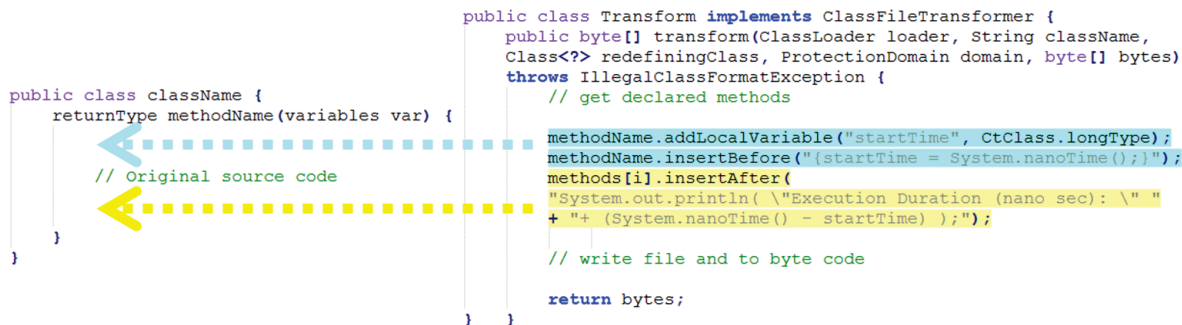 public class className {
returnType methodName(variables var) {
// Original source code
}
}
public class Transform implements ClassFileTransformer {
public byte[] transform(ClassLoader loader, String className,
Class<?> redefiningClass, ProtectionDomain domain, byte[] bytes)
throws IllegalClassFormatException {
// get declared methods
methodName.addLocalVariable("startTime", CtClass.longType);
methodName.insertBefore("{startTime = System.nanoTime();}");
methods[i].insertAfter(
"System.out.println( \"Execution Duration (nano sec): \" "
+ "+ (System.nanoTime() - startTime) );");
// write file and to byte code
return bytes;
} }